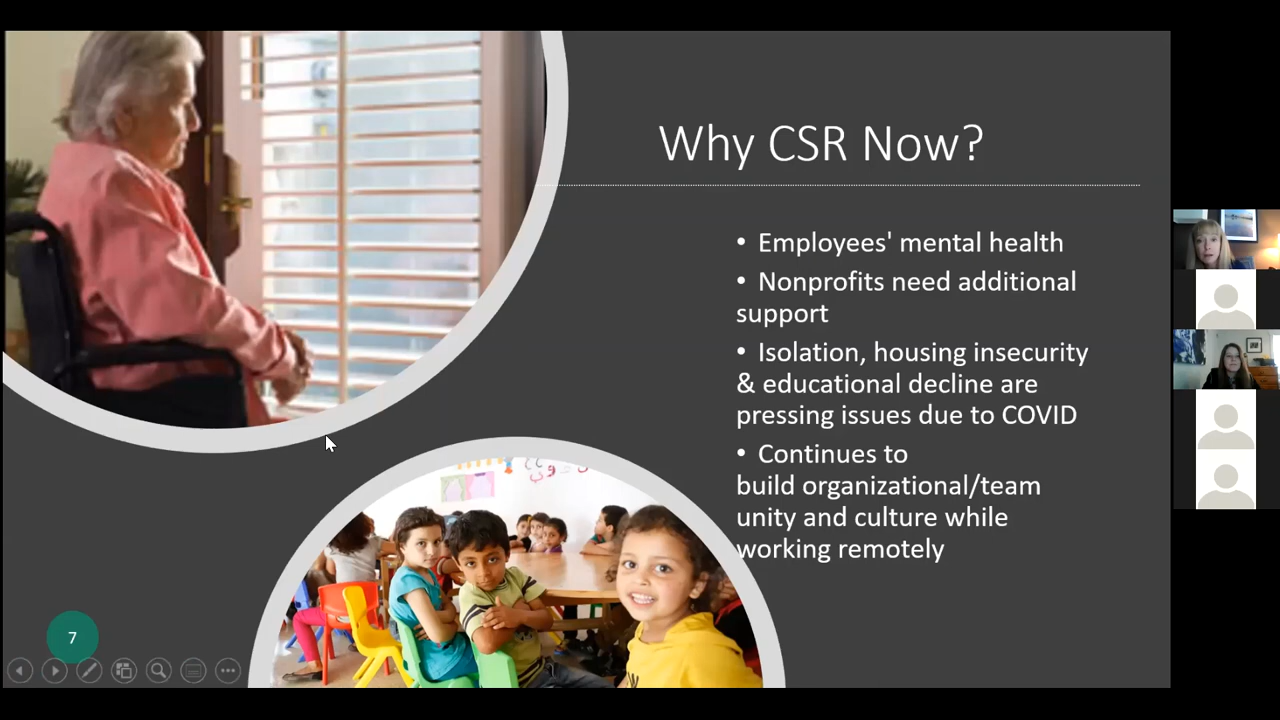 Why CSR Now?
• Employees' mental health
• Nonprofits need additional
support
• Isolation, housing insecurity
& educational decline are
pressing issues due to COVID
• Continues to
build organizational/team
unity and culture while
working remotely
7